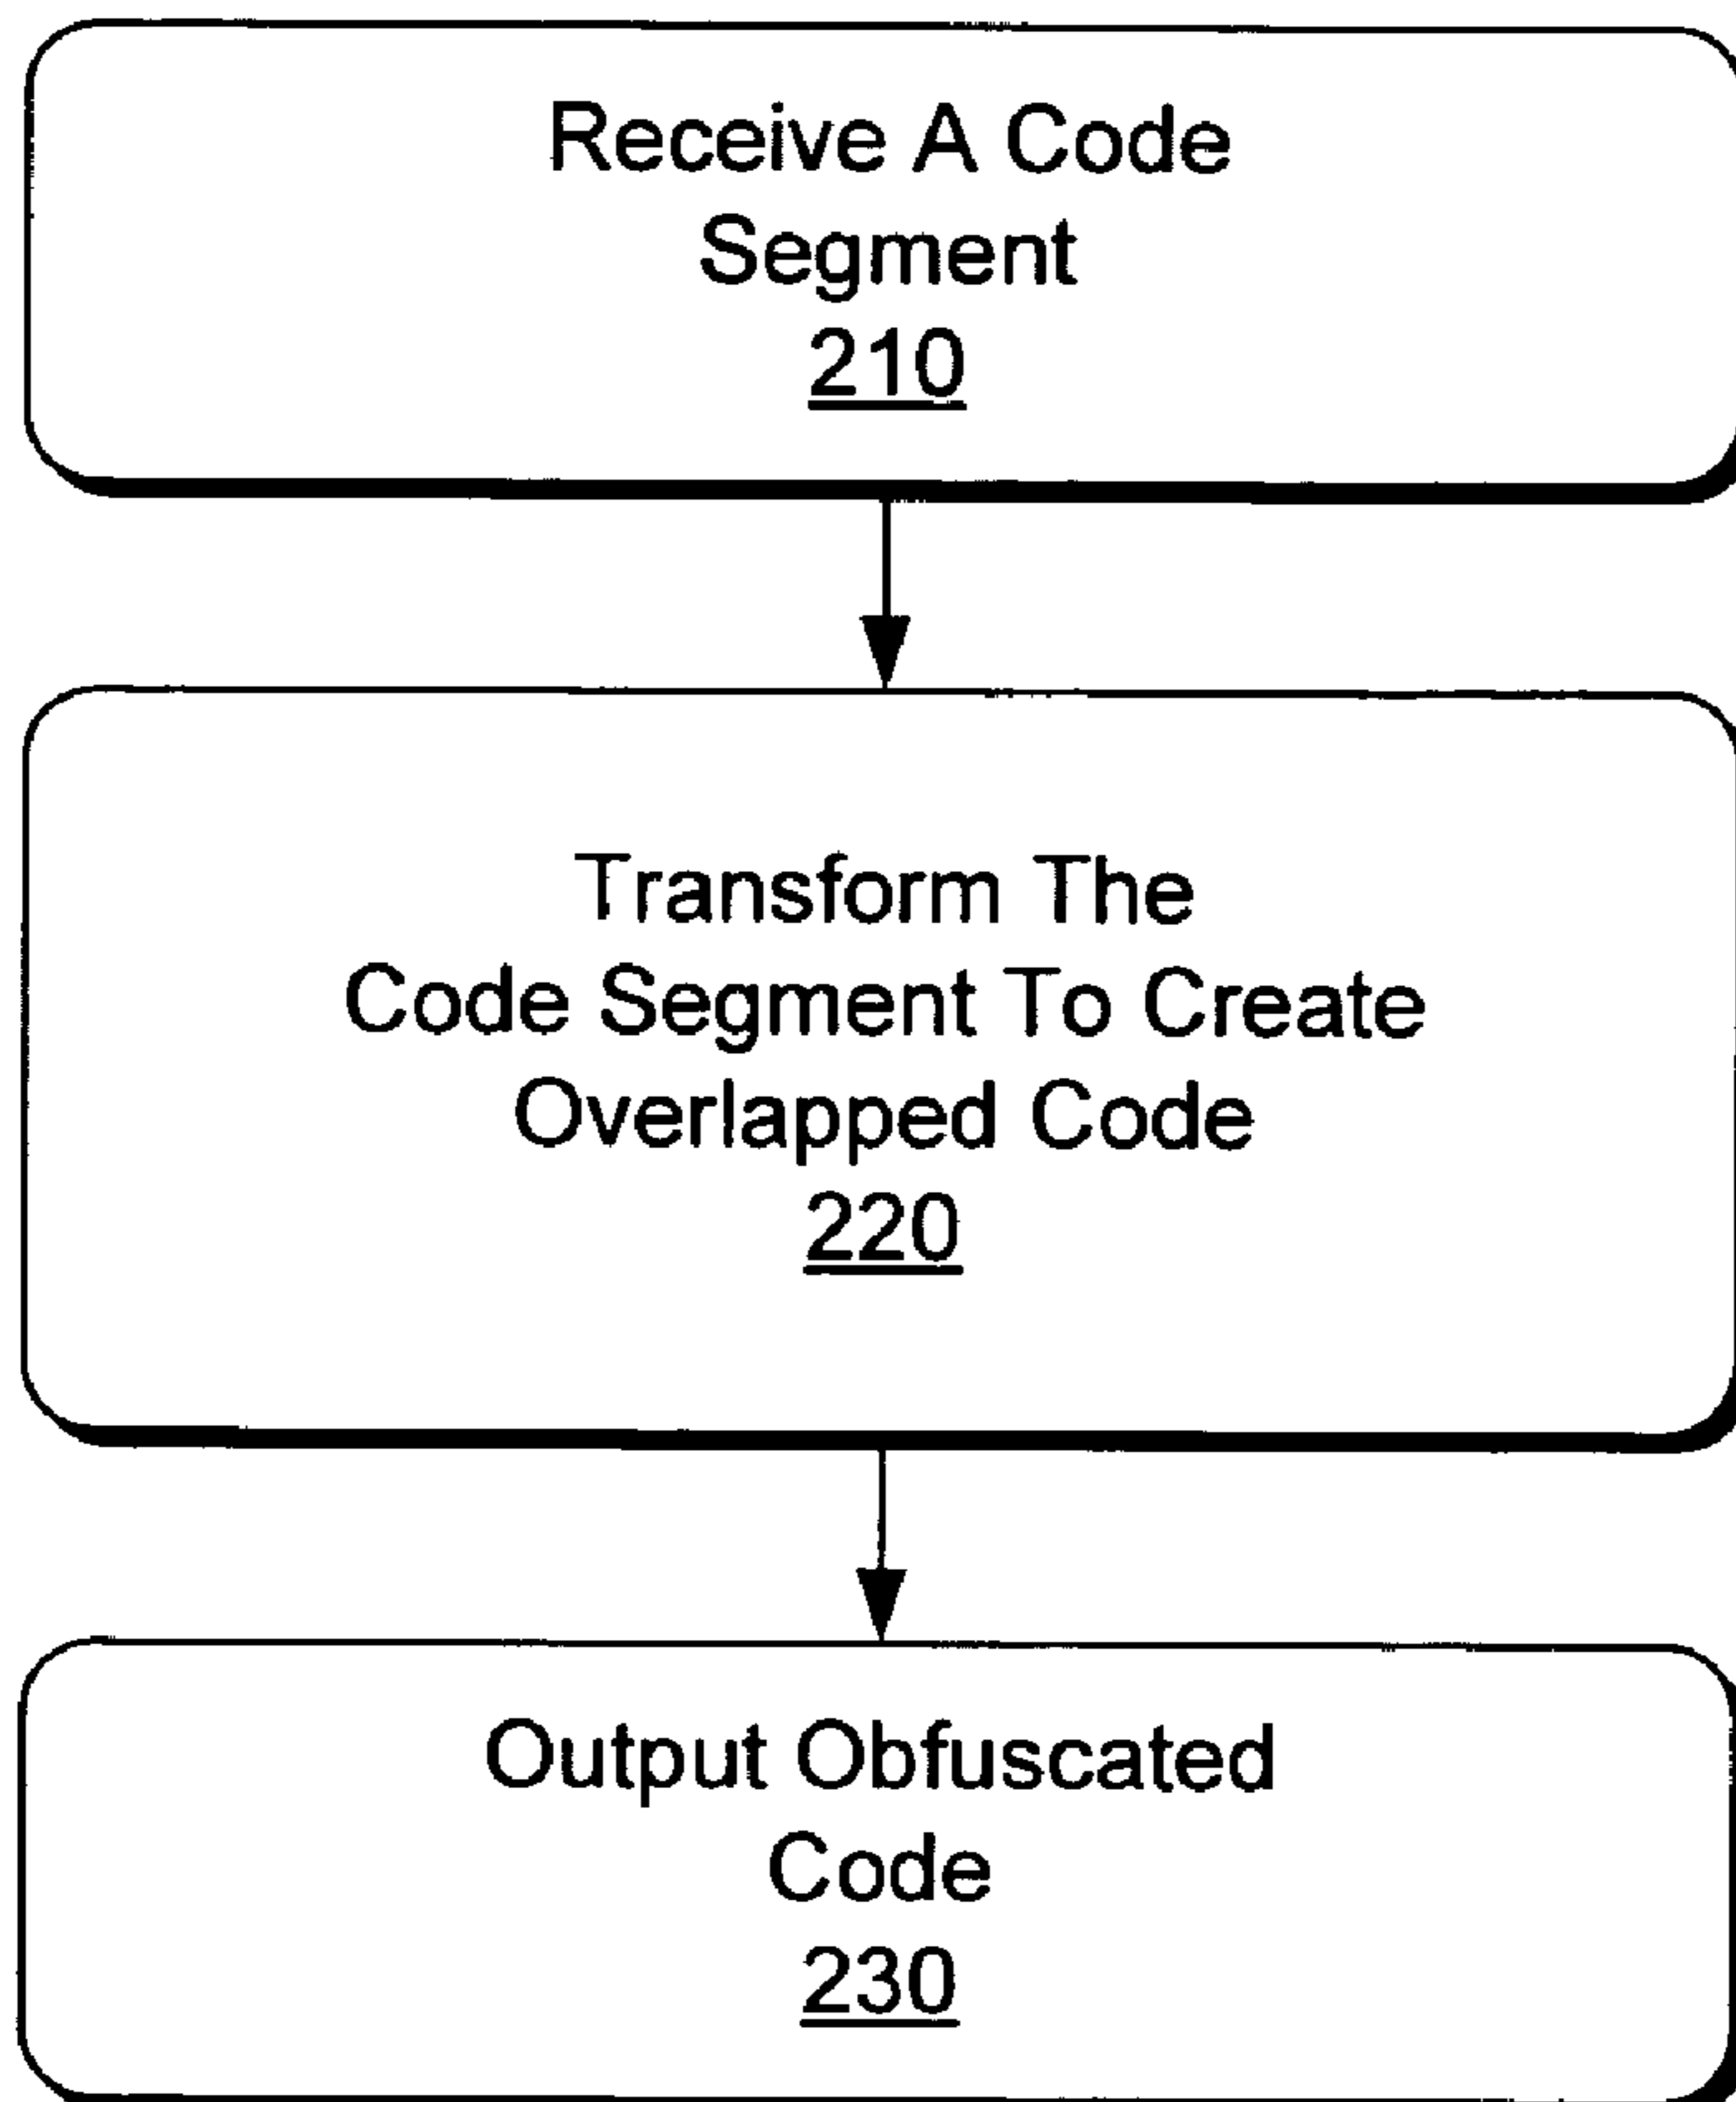 Receive A Code
Segment
210
Transform The
Code Segment To Create
Overlapped Code
220
Output Obfuscated
Code
230